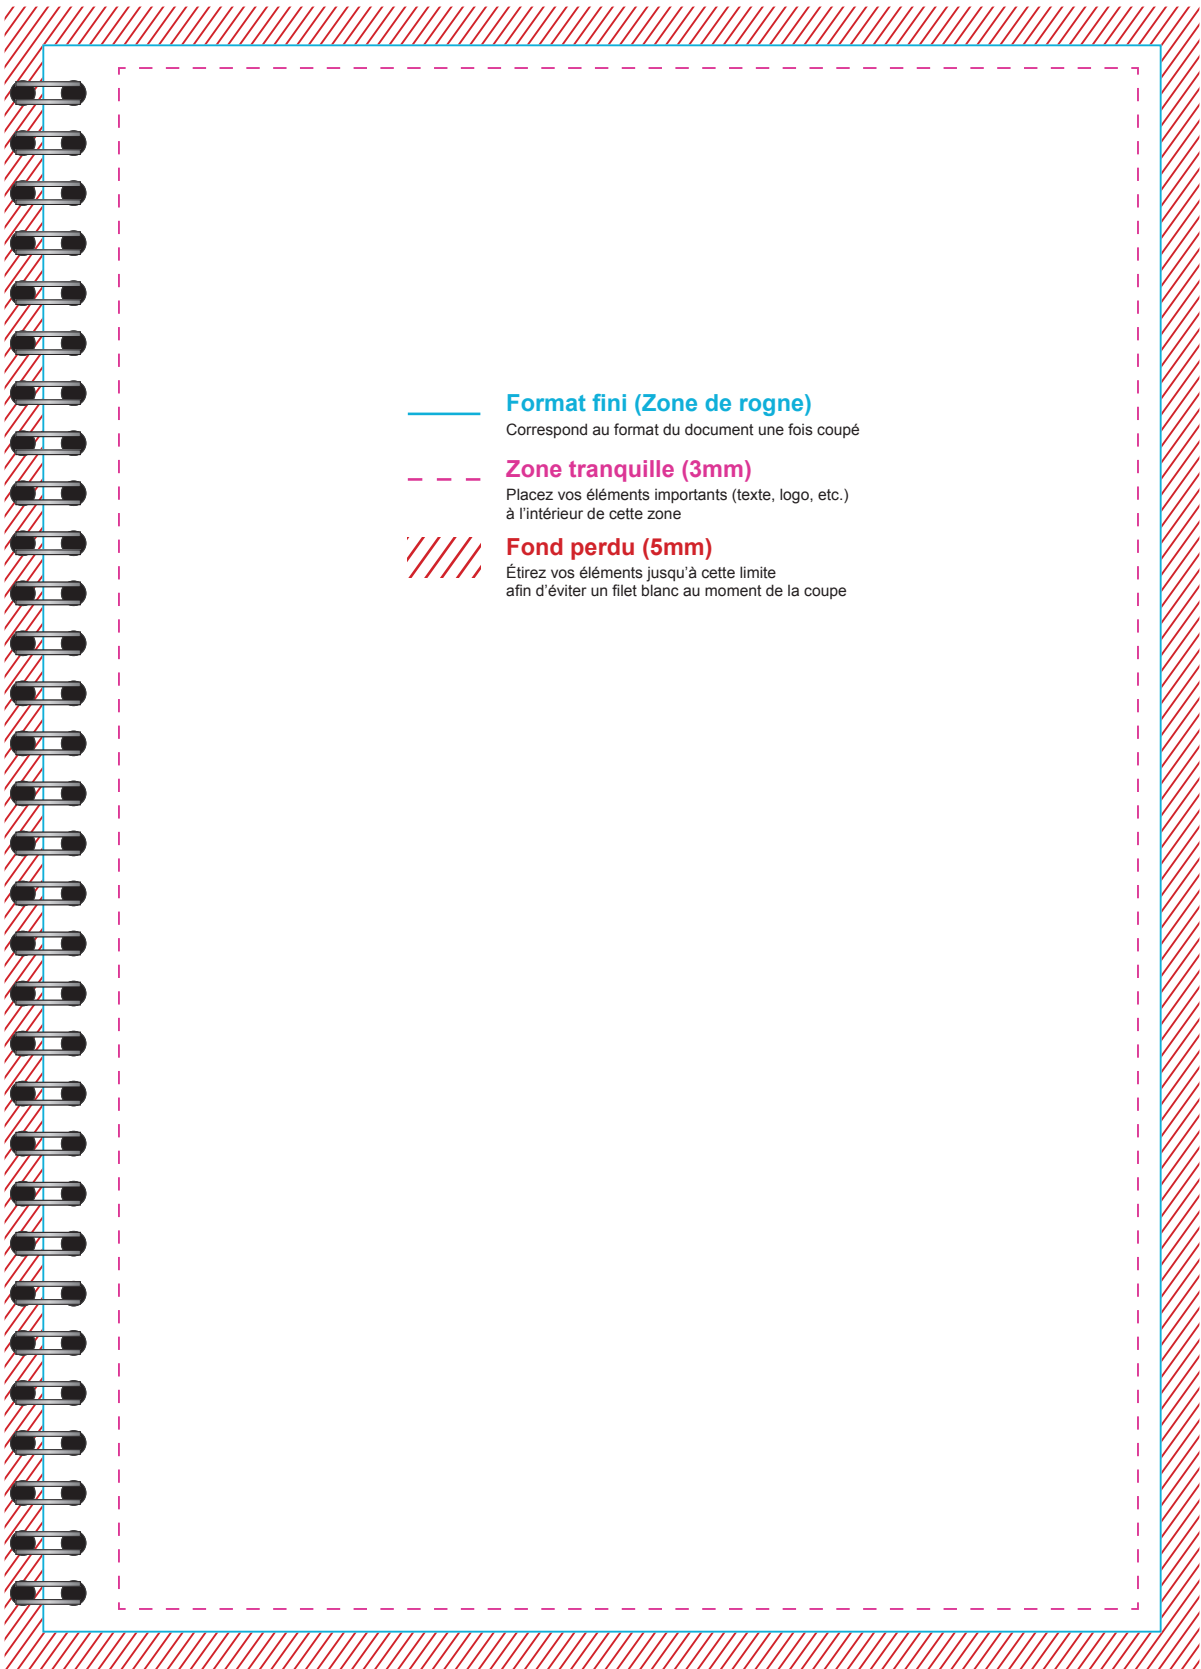 Format fini (Zone de rogne)
Correspond au format du document une fois coupé
Zone tranquille (3mm)
Placez vos éléments importants (texte, logo, etc.)
à l’intérieur de cette zone
Fond perdu (5mm)
Étirez vos éléments jusqu’à cette limite
afin d’éviter un filet blanc au moment de la coupe